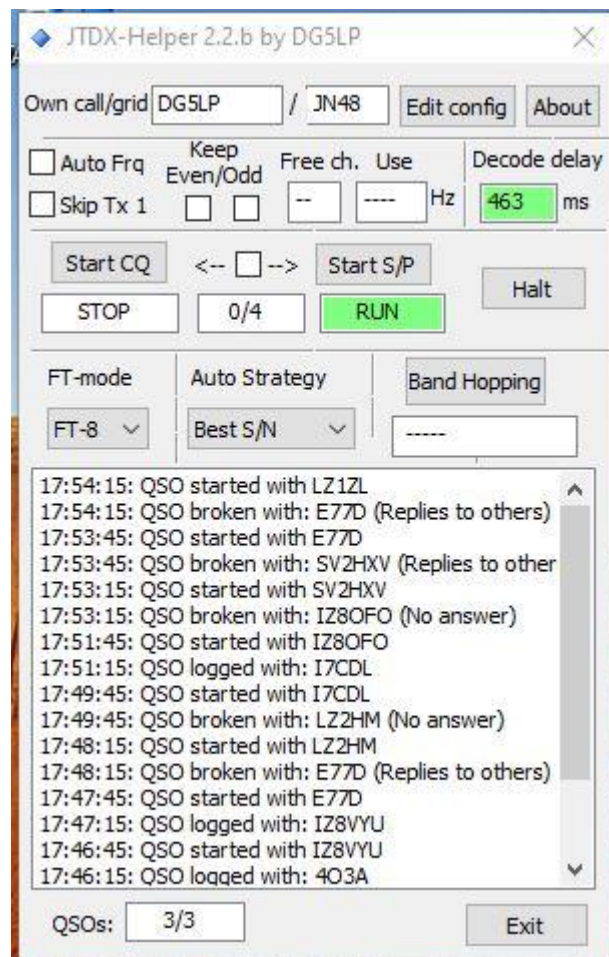 JTDX-Helper 2.2.b by DG5LP
Own call/grid DG5LP / JN48 Edit config About
Auto Frq Keep Even/Odd Free ch. Use Decode delay
Skip Tx 1 -- ---- Hz 463 ms
Start CQ <-- --> Start S/P Halt
STOP 0/4 RUN
FT-mode Auto Strategy Band Hopping
FT-8 Best S/N -----
17:54:15: QSO started with LZ1ZL
17:54:15: QSO broken with: E77D (Replies to others)
17:53:45: QSO started with E77D
17:53:45: QSO broken with: SV2HXV (Replies to other
17:53:15: QSO started with SV2HXV
17:53:15: QSO broken with: IZ8OFO (No answer)
17:51:45: QSO started with IZ8OFO
17:51:15: QSO logged with: I7CDL
17:49:45: QSO started with I7CDL
17:49:45: QSO broken with: LZ2HM (No answer)
17:48:15: QSO started with LZ2HM
17:48:15: QSO broken with: E77D (Replies to others)
17:47:45: QSO started with E77D
17:47:15: QSO logged with: IZ8VYU
17:46:45: QSO started with IZ8VYU
17:46:15: QSO logged with: 4O3A
QSOs: 3/3 Exit